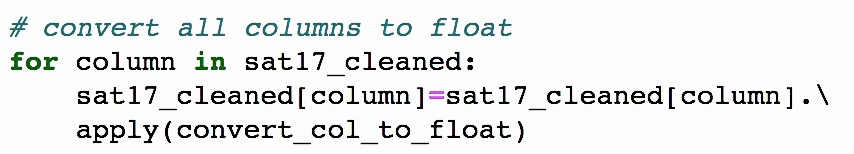 # convert all columns to float
for column in sat17_cleaned:
    sat17_cleaned[column]=sat17_cleaned[column].\
    apply(convert_col_to_float)